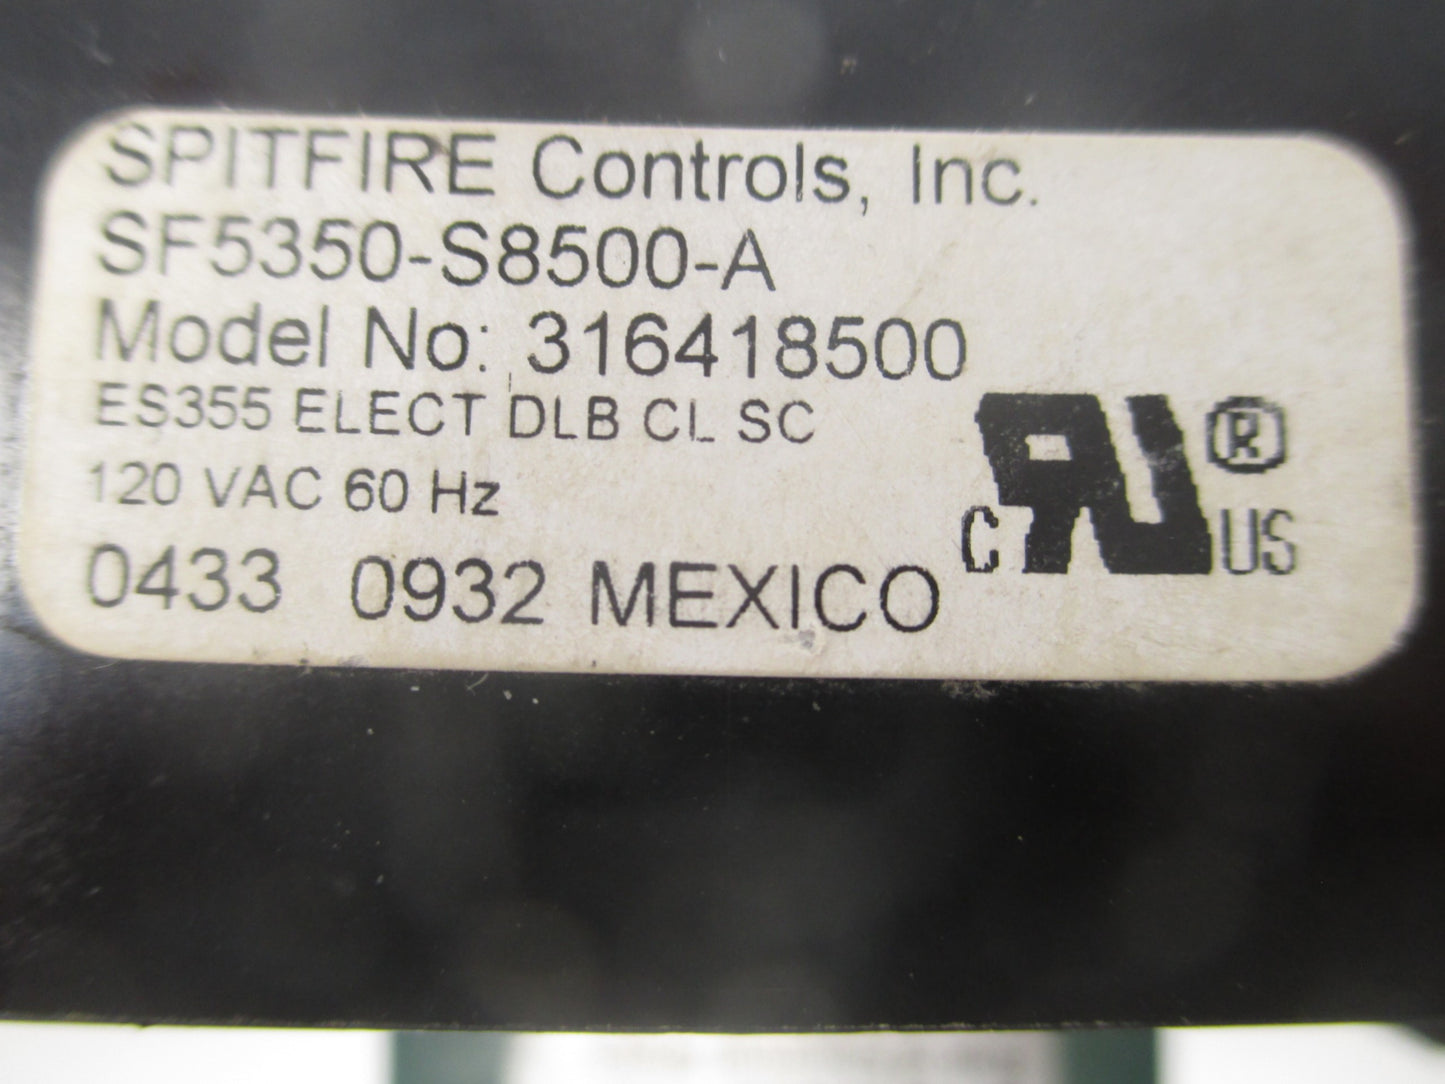 SPITFIRE Controls, Inc.
SF5350-S8500-A
Model No: 316418500
ES355 ELECT DLB CL SC
120 VAC 60 Hz
0433 0932 MEXICO
C RU ® US